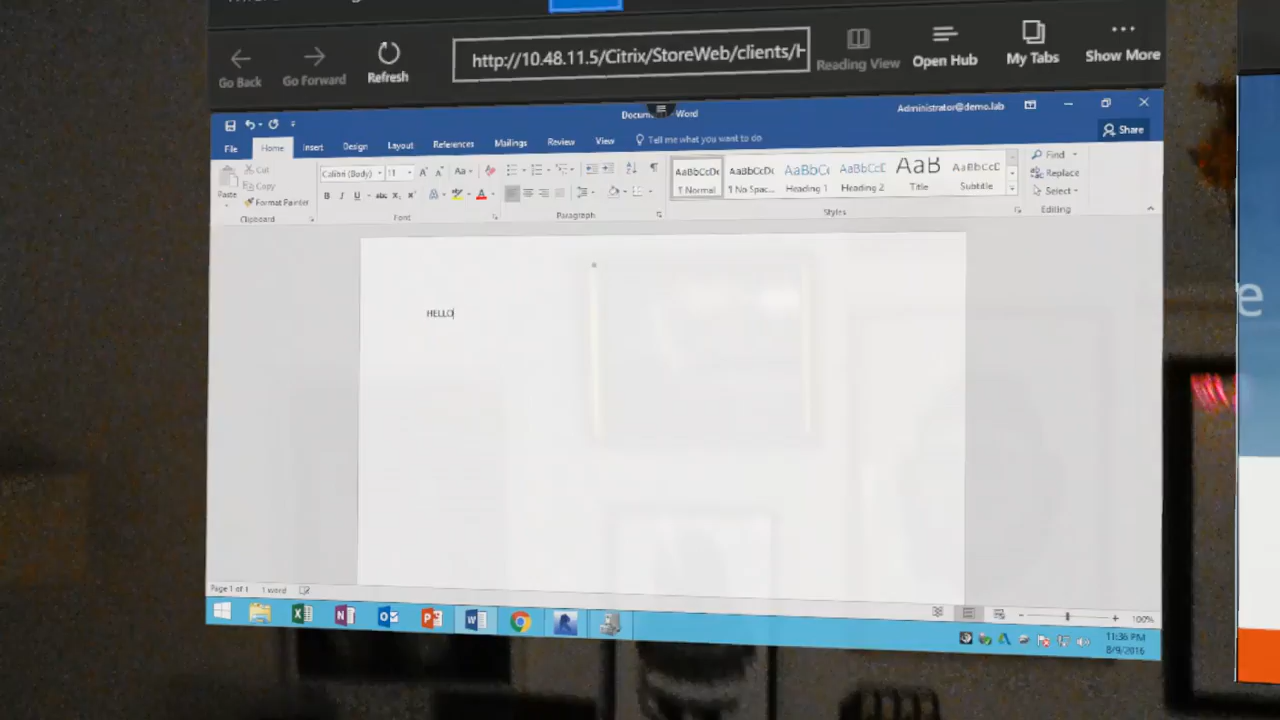 Go Back
Go Forward
Refresh
http://10.48.11.5/Citrix/StoreWeb/clients/H
Reading View
Open Hub
My Tabs
Show More
Word
Administrator@demo.lab
File
Home
Insert
Design
Layout
References
Mailings
Review
View
Tell me what you want to do
Share
Paste
Cut
Copy
Format Painter
Clipboard
Calibri (Body)
11
Font
Paragraph
AaBbCcDc
¶ Normal
AaBbCcDc
¶ No Spac...
AaBbCc
Heading 1
AaBbCcD
Heading 2
AaB
Title
AaBbCcD
Subtitle
Styles
Find
Replace
Select
Editing
HELLO
e
Page 1 of 1
1 word
100%
11:36 PM
8/9/2016